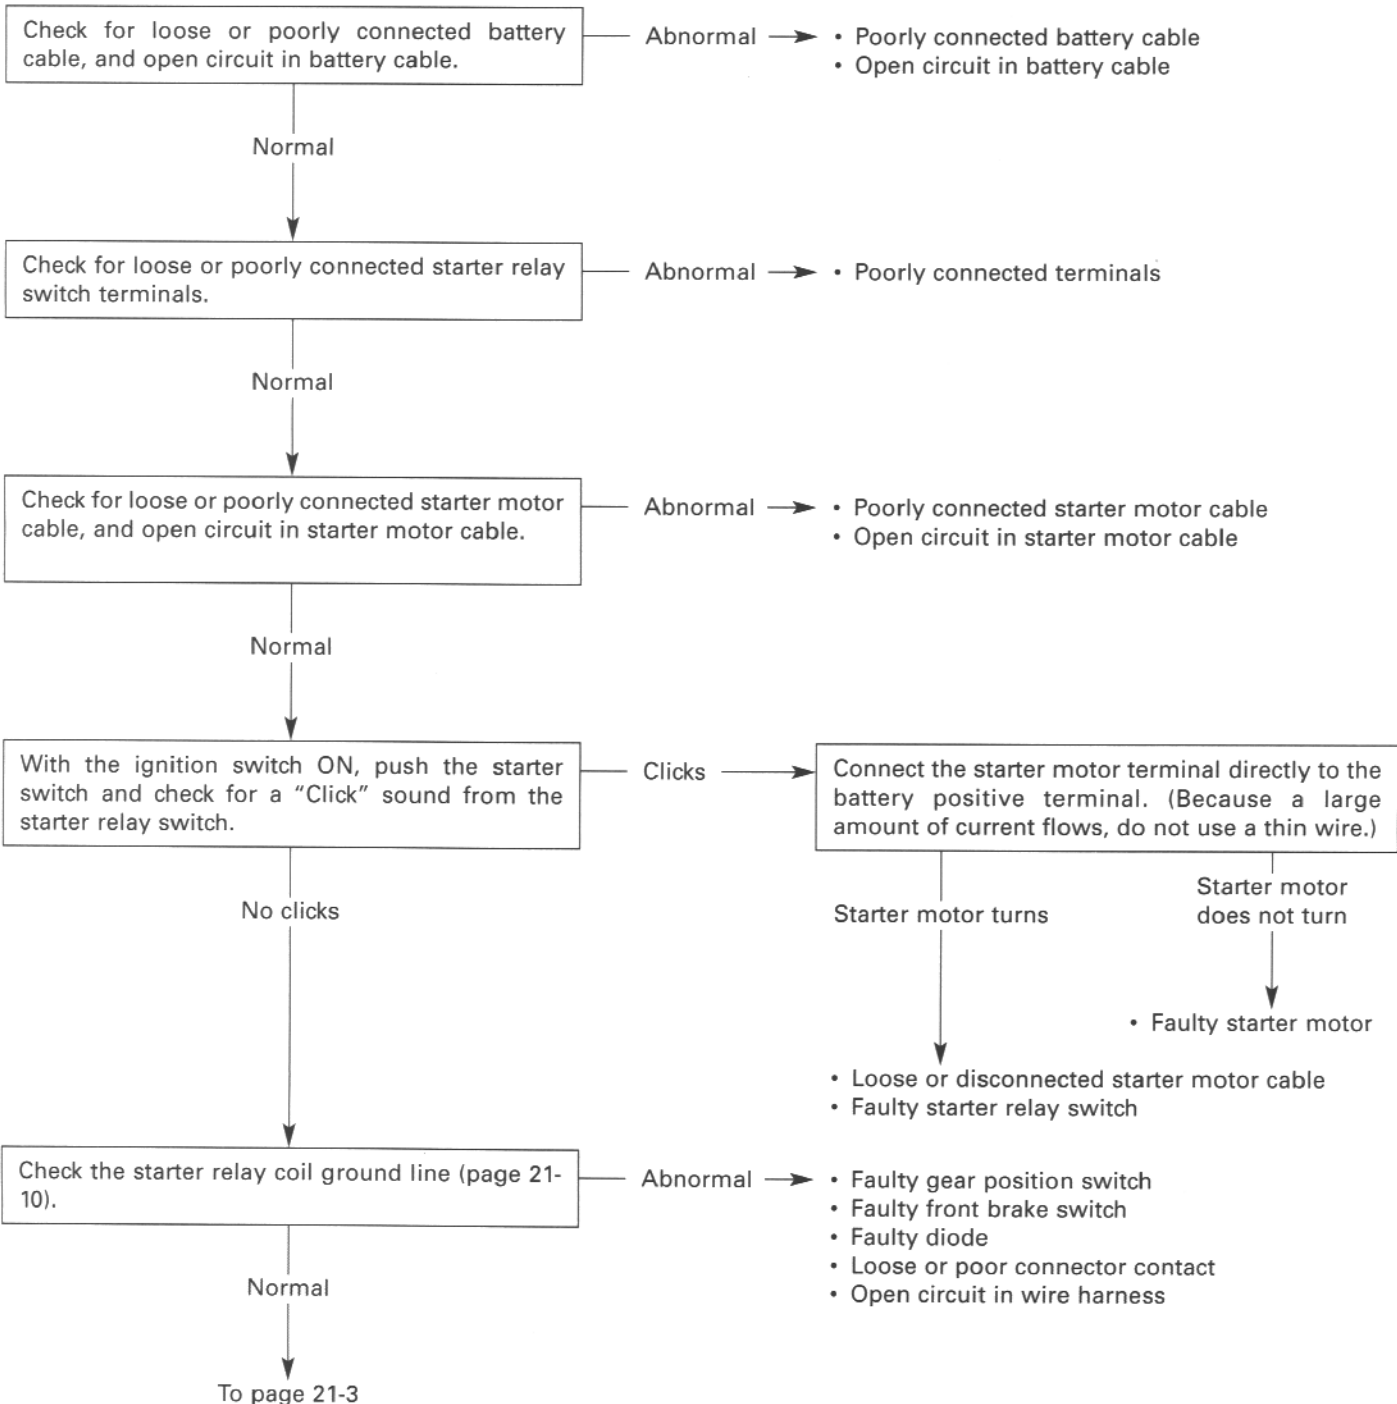 Check for loose or poorly connected battery
cable, and open circuit in battery cable.
Abnormal
• Poorly connected battery cable
• Open circuit in battery cable
Normal
Check for loose or poorly connected starter relay
switch terminals.
Abnormal
• Poorly connected terminals
Normal
Check for loose or poorly connected starter motor
cable, and open circuit in starter motor cable.
Abnormal
• Poorly connected starter motor cable
• Open circuit in starter motor cable
Normal
With the ignition switch ON, push the starter
switch and check for a “Click” sound from the
starter relay switch.
Clicks
Connect the starter motor terminal directly to the
battery positive terminal. (Because a large
amount of current flows, do not use a thin wire.)
No clicks
Starter motor turns
Starter motor
does not turn
• Faulty starter motor
• Loose or disconnected starter motor cable
• Faulty starter relay switch
Check the starter relay coil ground line (page 21-
10).
Abnormal
• Faulty gear position switch
• Faulty front brake switch
• Faulty diode
• Loose or poor connector contact
• Open circuit in wire harness
Normal
To page 21-3